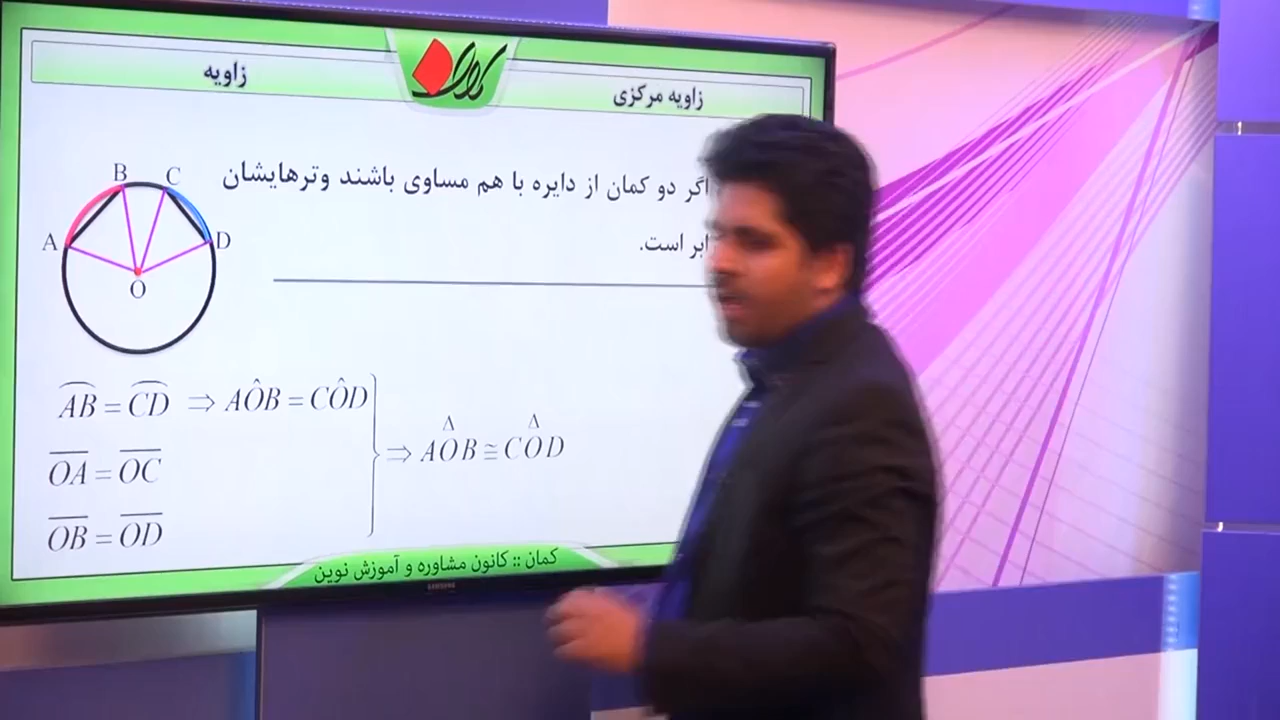 زاویه مرکزی
زاویه
اگر دو کمان از دایره با هم مساوی باشند وترهایشان
است.
B C
A D
O
AB = CD ⇒ AÔB = CÔD
OA = OC
⇒ AOB ≅ COD
OB = OD
کمان :: کانون مشاوره و آموزش نوین